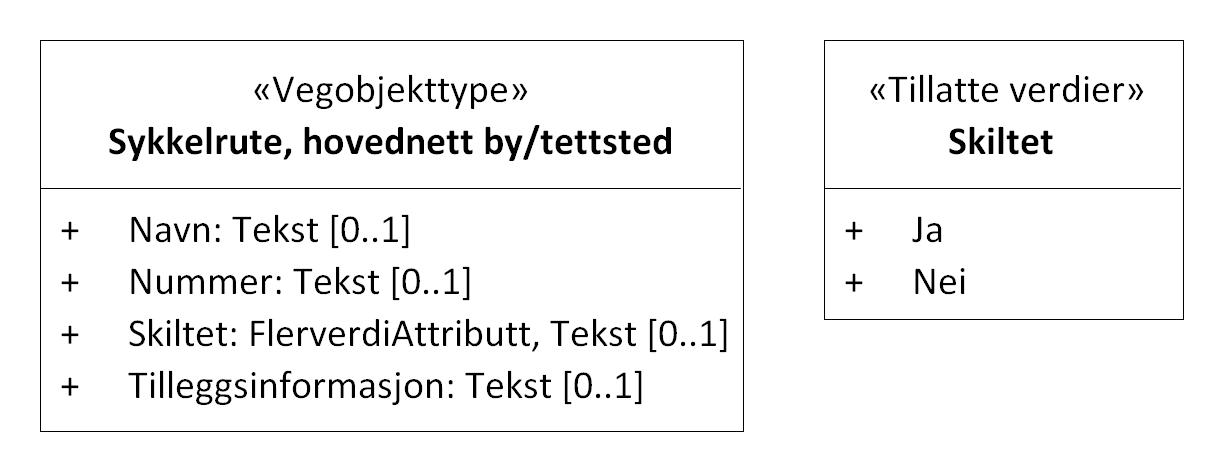 «Vegobjekttype»
Sykkelrute, hovednett by/tettsted
+ Navn: Tekst [0..1]
+ Nummer: Tekst [0..1]
+ Skiltet: FlerverdiAttributt, Tekst [0..1]
+ Tilleggsinformasjon: Tekst [0..1]
«Tillatte verdier»
Skiltet
+ Ja
+ Nei